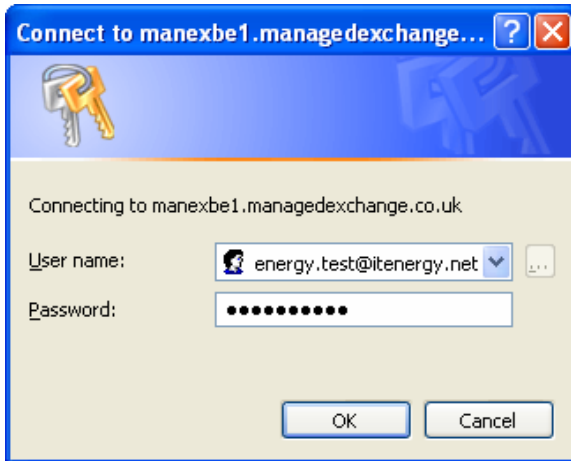 Connect to manexbe1.managedexchange...
Connecting to manexbe1.managedexchange.co.uk
User name: energy.test@itenergy.net ...
Password: ••••••••••
OK Cancel